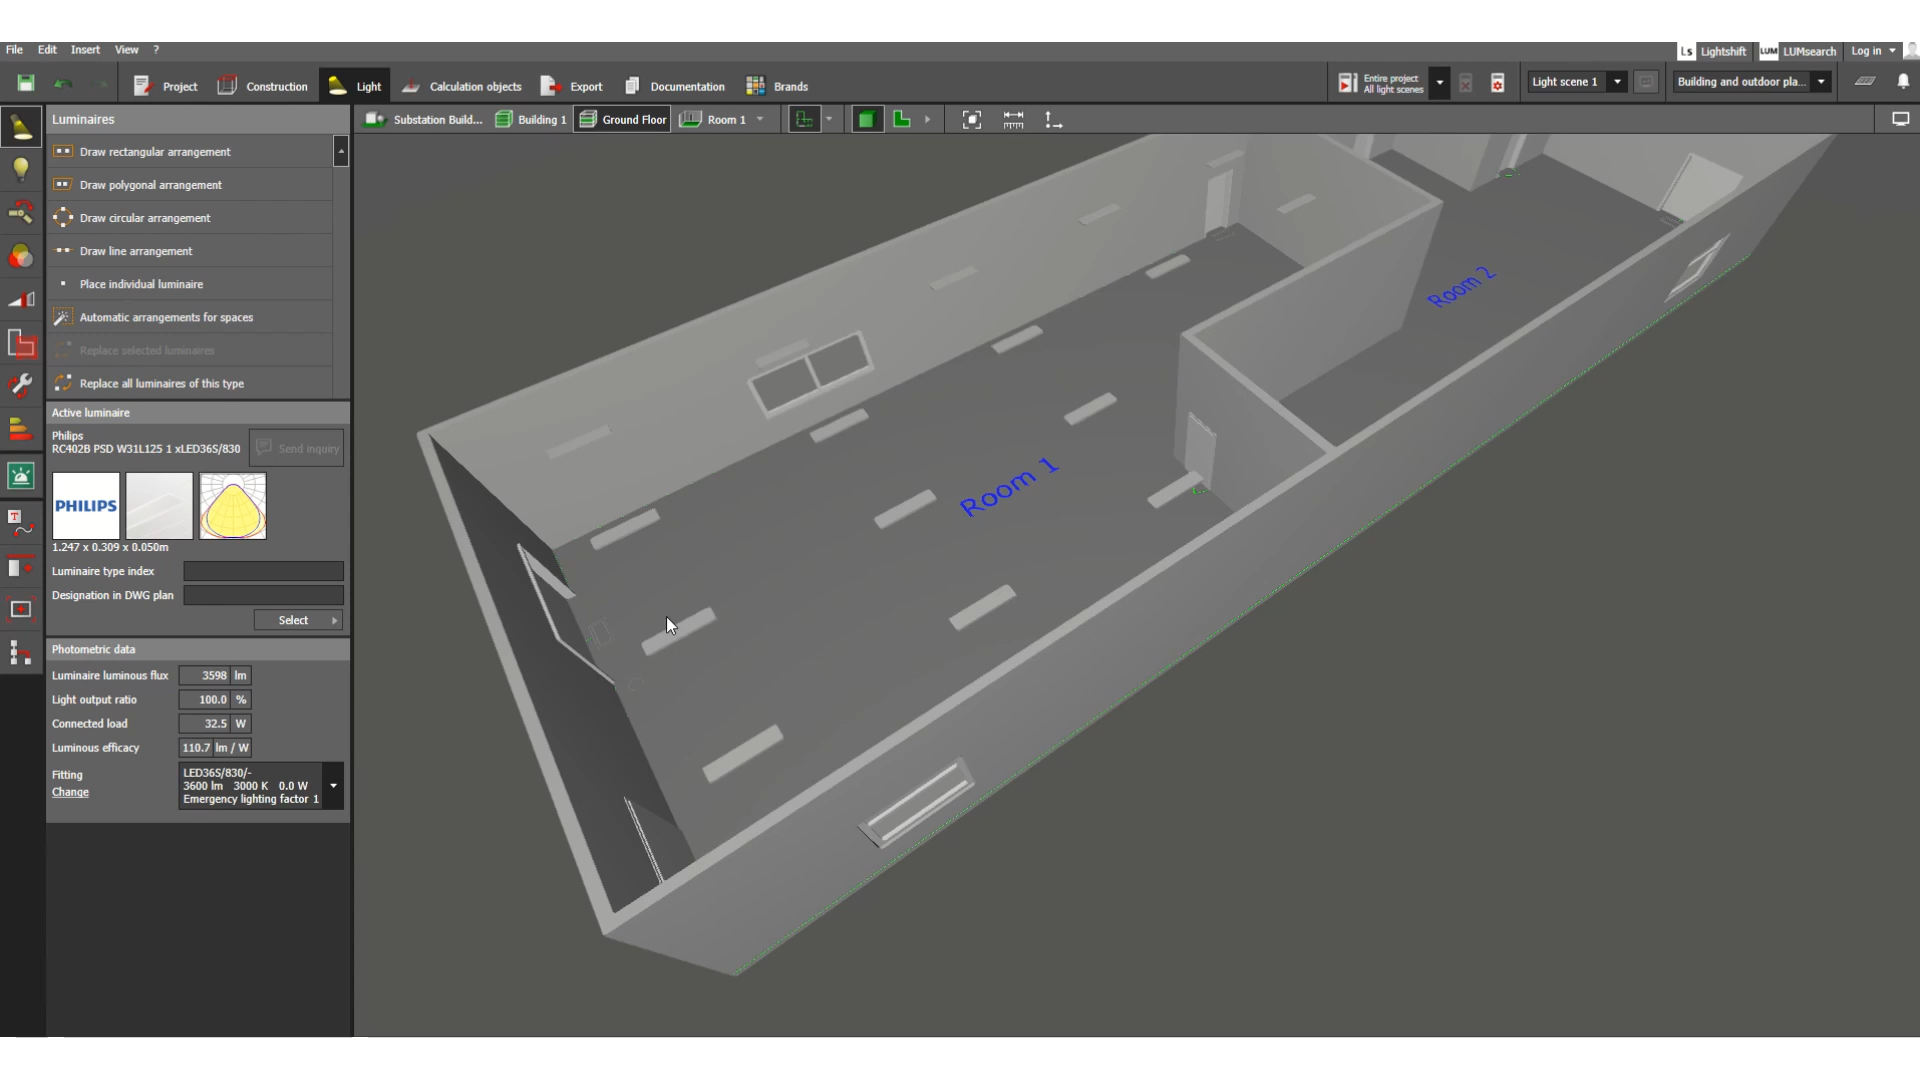 File Edit Insert View ?
Ls Lightshift LUM LUMsearch Log in
Project Construction Light Calculation objects Export Documentation Brands
Entire project
All light scenes
Light scene 1
Building and outdoor pla...
Luminaires
Substation Build... Building 1 Ground Floor Room 1
Draw rectangular arrangement
Draw polygonal arrangement
Draw circular arrangement
Draw line arrangement
Place individual luminaire
Automatic arrangements for spaces
Replace selected luminaires
Replace all luminaires of this type
Active luminaire
Philips
RC402B PSD W31L125 1 xLED36S/830
Send inquiry
PHILIPS
1.247 x 0.309 x 0.050m
Luminaire type index
Designation in DWG plan
Select
Photometric data
Luminaire luminous flux 3598 lm
Light output ratio 100.0 %
Connected load 32.5 W
Luminous efficacy 110.7 lm / W
Fitting
Change
LED36S/830/-
3600 lm 3000 K 0.0 W
Emergency lighting factor 1
Room 1
Room 2